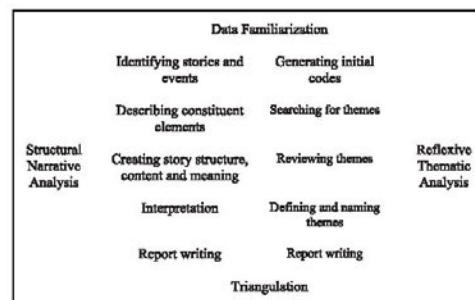 Data Familiarization
Identifying stories and
events
Generating initial
codes
Describing constituent
elements
Searching for themes
Structural
Narrative
Analysis
Creating story structure,
content and meaning
Reviewing themes
Reflexive
Thematic
Analysis
Interpretation
Defining and naming
themes
Report writing
Report writing
Triangulation